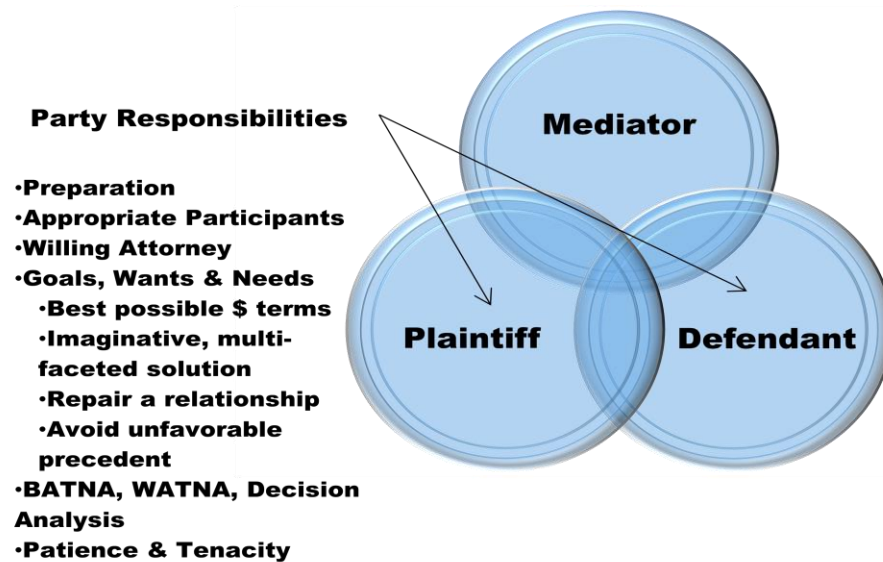 Party Responsibilities
•Preparation
•Appropriate Participants
•Willing Attorney
•Goals, Wants & Needs
•Best possible $ terms
•Imaginative, multi-
faceted solution
•Repair a relationship
•Avoid unfavorable
precedent
•BATNA, WATNA, Decision
Analysis
•Patience & Tenacity
Mediator
Plaintiff
Defendant